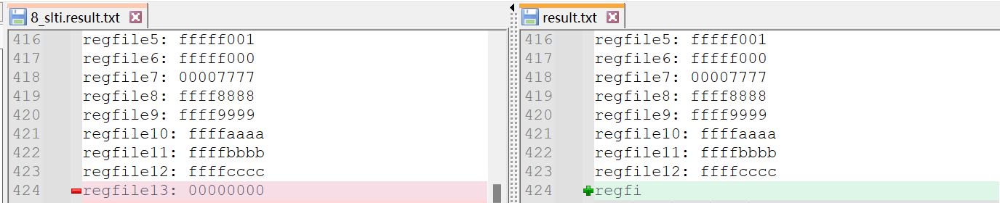 8_slti.result.txt
416 regfile5: fffff001
417 regfile6: fffff000
418 regfile7: 00007777
419 regfile8: ffff8888
420 regfile9: ffff9999
421 regfile10: ffffaaaa
422 regfile11: ffffbbbb
423 regfile12: ffffcccc
424 regfile13: 00000000
result.txt
416 regfile5: fffff001
417 regfile6: fffff000
418 regfile7: 00007777
419 regfile8: ffff8888
420 regfile9: ffff9999
421 regfile10: ffffaaaa
422 regfile11: ffffbbbb
423 regfile12: ffffcccc
424 regfi